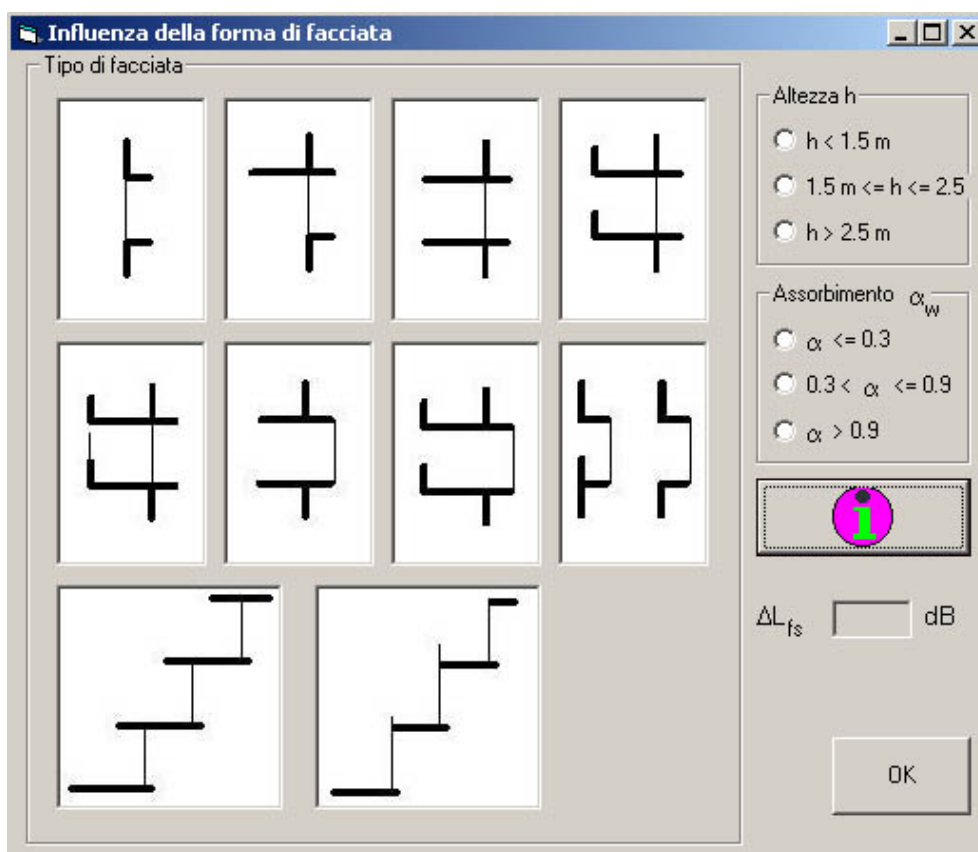 Influenza della forma di facciata
Tipo di facciata
Altezza h
h < 1.5 m
1.5 m <= h <= 2.5
h > 2.5 m
Assorbimento αw
α <= 0.3
0.3 < α <= 0.9
α > 0.9
i
ΔLfs dB
OK